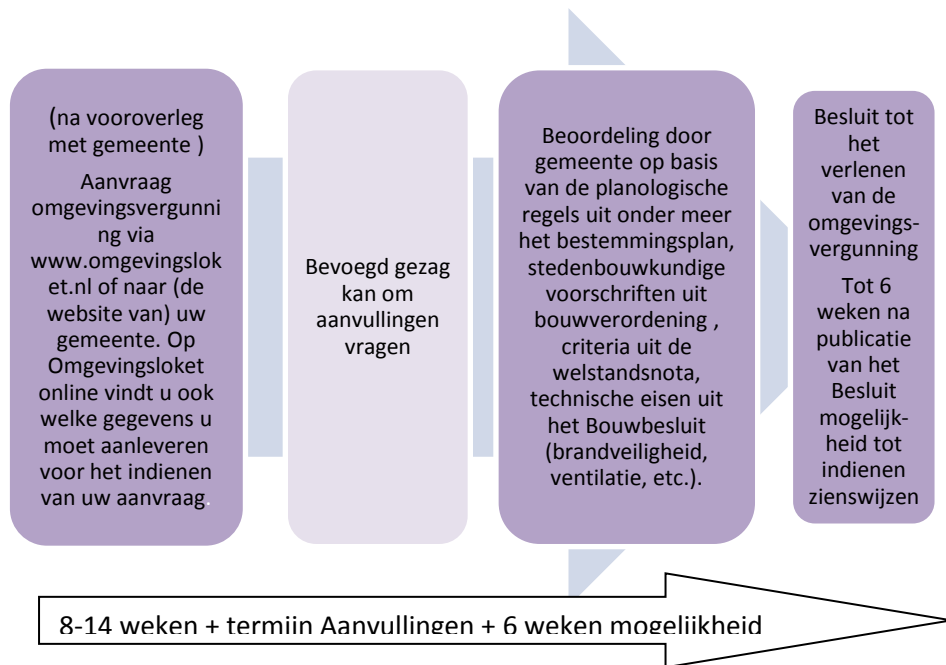 (na vooroverleg
met gemeente )
Aanvraag
omgevingsvergunni
ng via
www.omgevingslok
et.nl of naar (de
website van) uw
gemeente. Op
Omgevingsloket
online vindt u ook
welke gegevens u
moet aanleveren
voor het indienen
van uw aanvraag.
Bevoegd gezag
kan om
aanvullingen
vragen
Beoordeling door
gemeente op basis
van de planologische
regels uit onder meer
het bestemmingsplan,
stedenbouwkundige
voorschriften uit
bouwverordening ,
criteria uit de
welstandsnota,
technische eisen uit
het Bouwbesluit
(brandveiligheid,
ventilatie, etc.).
Besluit tot
het
verlenen
van de
omgevings-
vergunning
Tot 6
weken na
publicatie
van het
Besluit
mogelijk-
heid tot
indienen
zienswijzen
8-14 weken + termijn Aanvullingen + 6 weken mogelijkheid